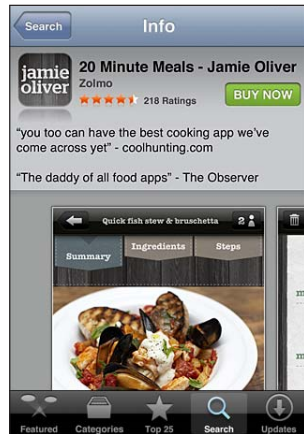 Search
Info
jamie
oliver
20 Minute Meals - Jamie Oliver
Zolmo
218 Ratings
BUY NOW
“you too can have the best cooking app we’ve
come across yet” - coolhunting.com
“The daddy of all food apps” - The Observer
Quick fish stew & bruschetta 2
Summary
Ingredients
Steps
Featured
Categories
Top 25
Search
Updates